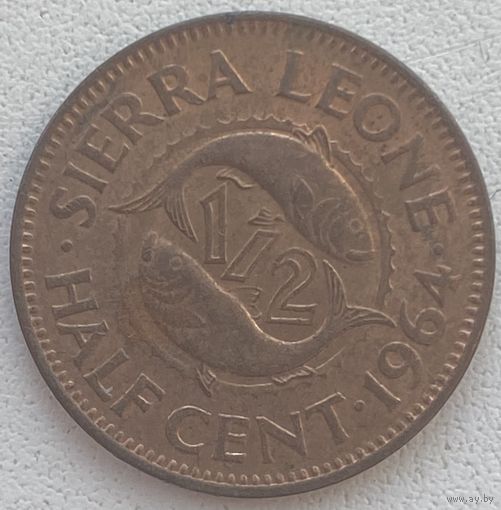 · SIERRA LEONE ·
1/2
HALF CENT · 1964
www.ay.by